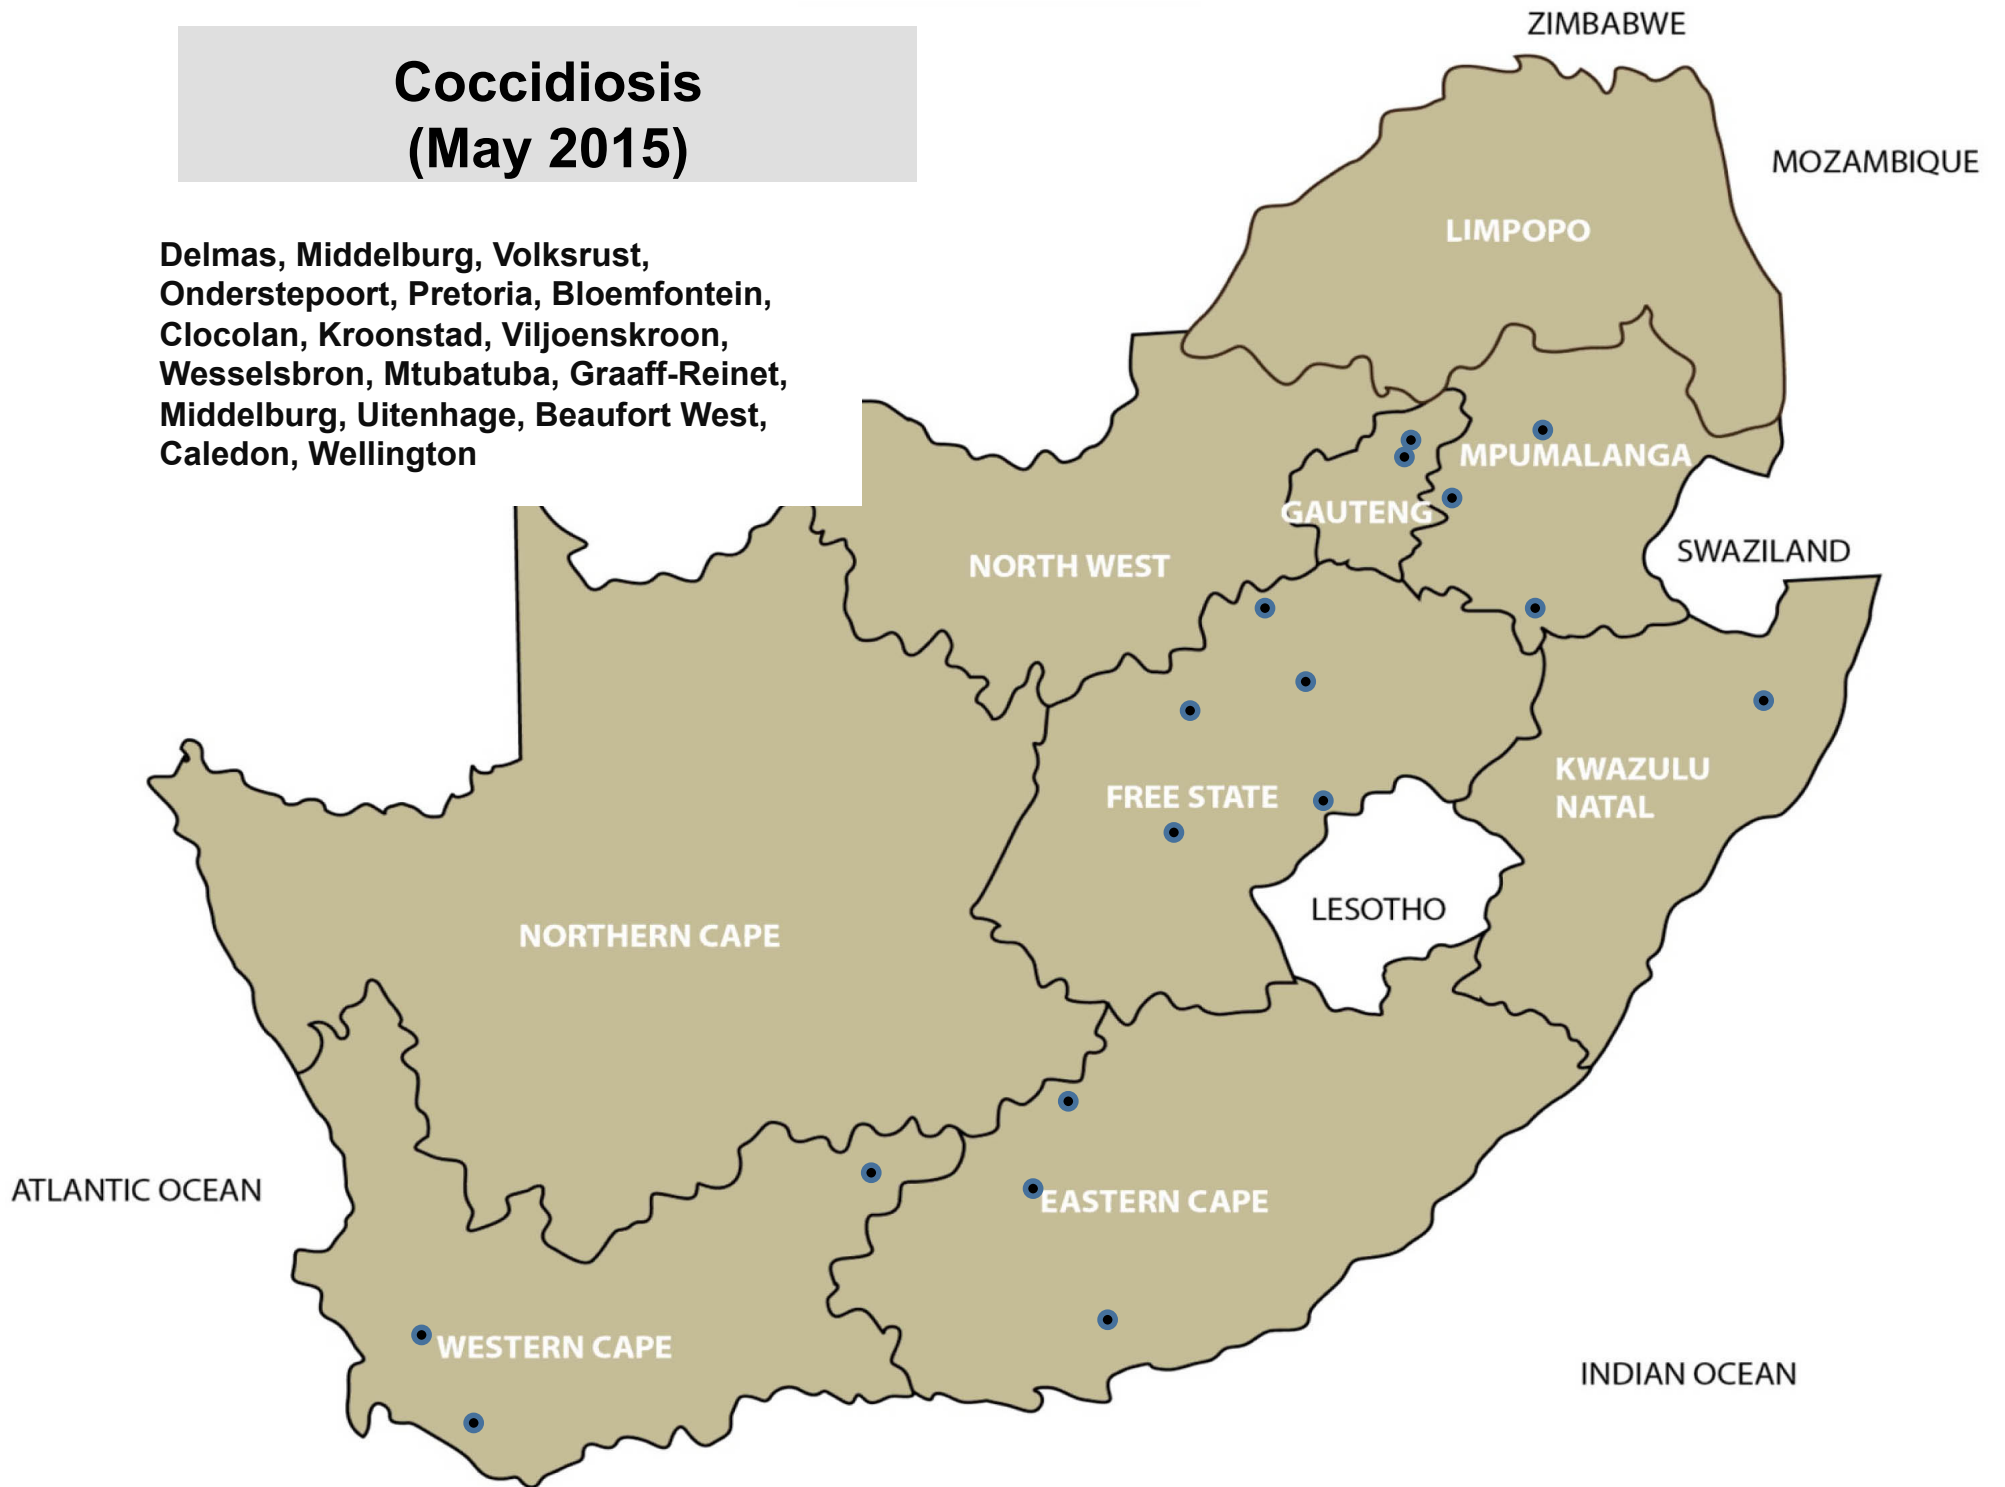 Coccidiosis
(May 2015)
Delmas, Middelburg, Volksrust,
Onderstepoort, Pretoria, Bloemfontein,
Clocolan, Kroonstad, Viljoenskroon,
Wesselsbron, Mtubatuba, Graaff-Reinet,
Middelburg, Uitenhage, Beaufort West,
Caledon, Wellington
ZIMBABWE
MOZAMBIQUE
LIMPOPO
MPUMALANGA
GAUTENG
SWAZILAND
NORTH WEST
KWAZULU
NATAL
FREE STATE
LESOTHO
NORTHERN CAPE
ATLANTIC OCEAN
EASTERN CAPE
WESTERN CAPE
INDIAN OCEAN